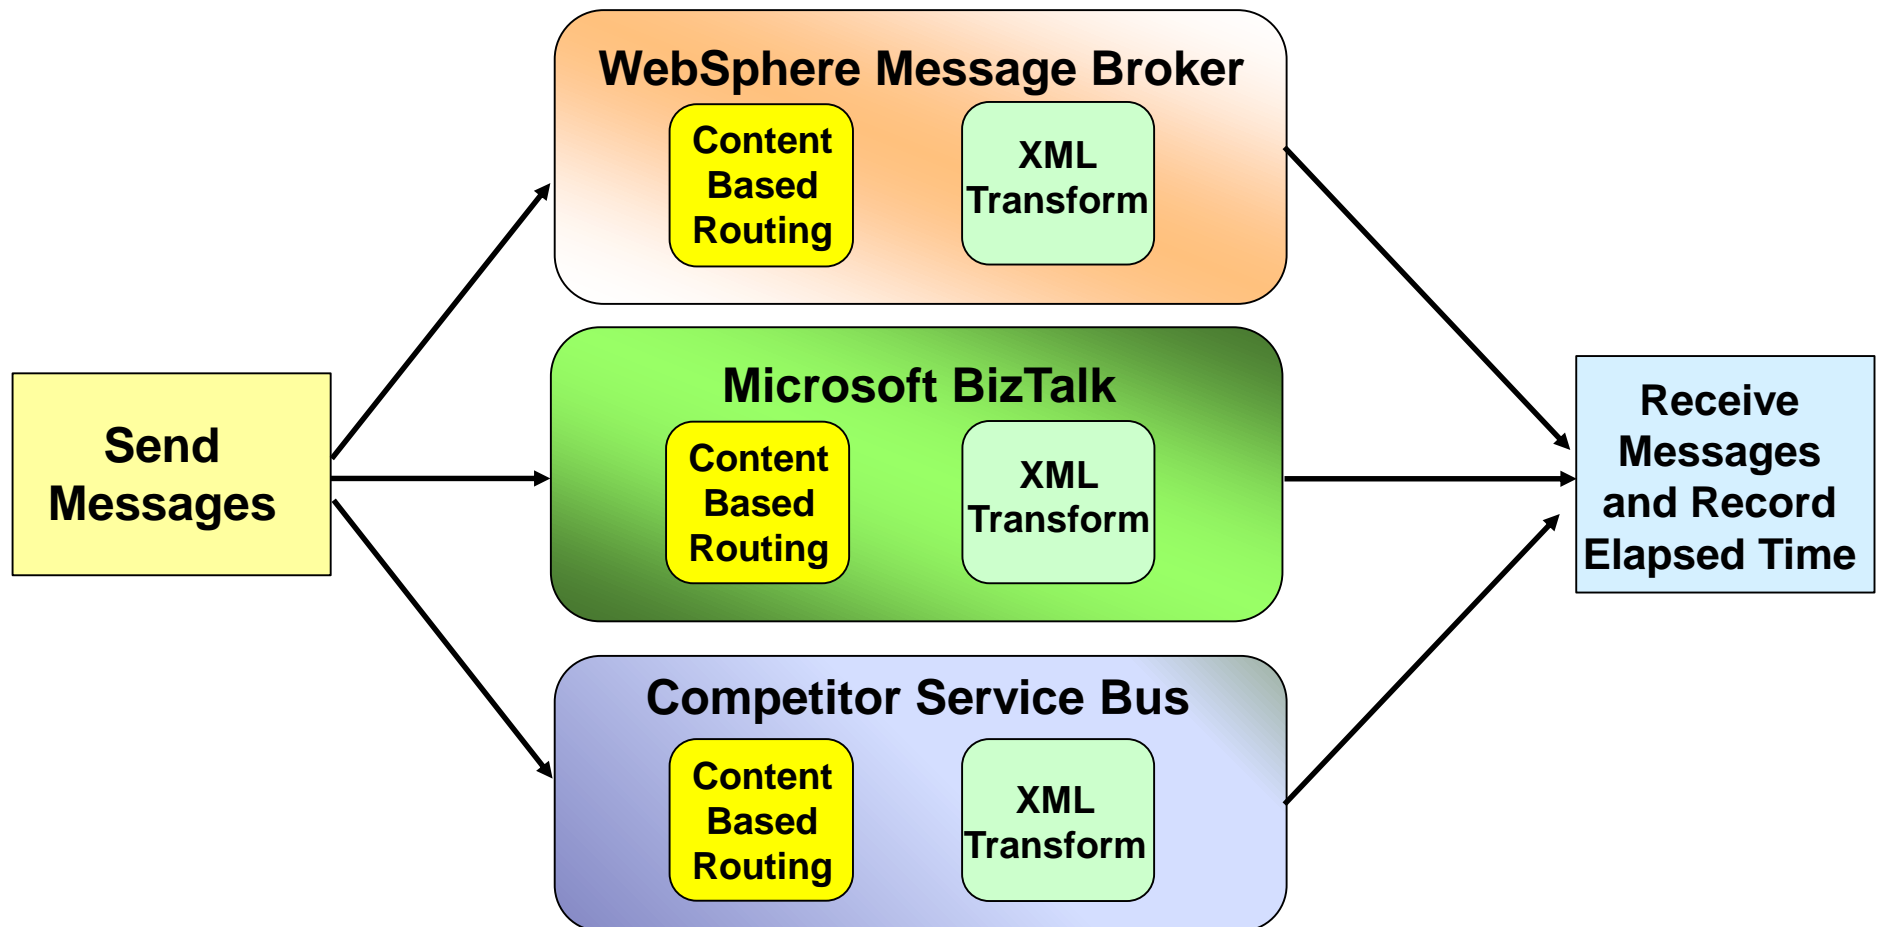 WebSphere Message Broker
Content
Based
Routing
XML
Transform
Microsoft BizTalk
Content
Based
Routing
XML
Transform
Competitor Service Bus
Content
Based
Routing
XML
Transform
Send
Messages
Receive
Messages
and Record
Elapsed Time